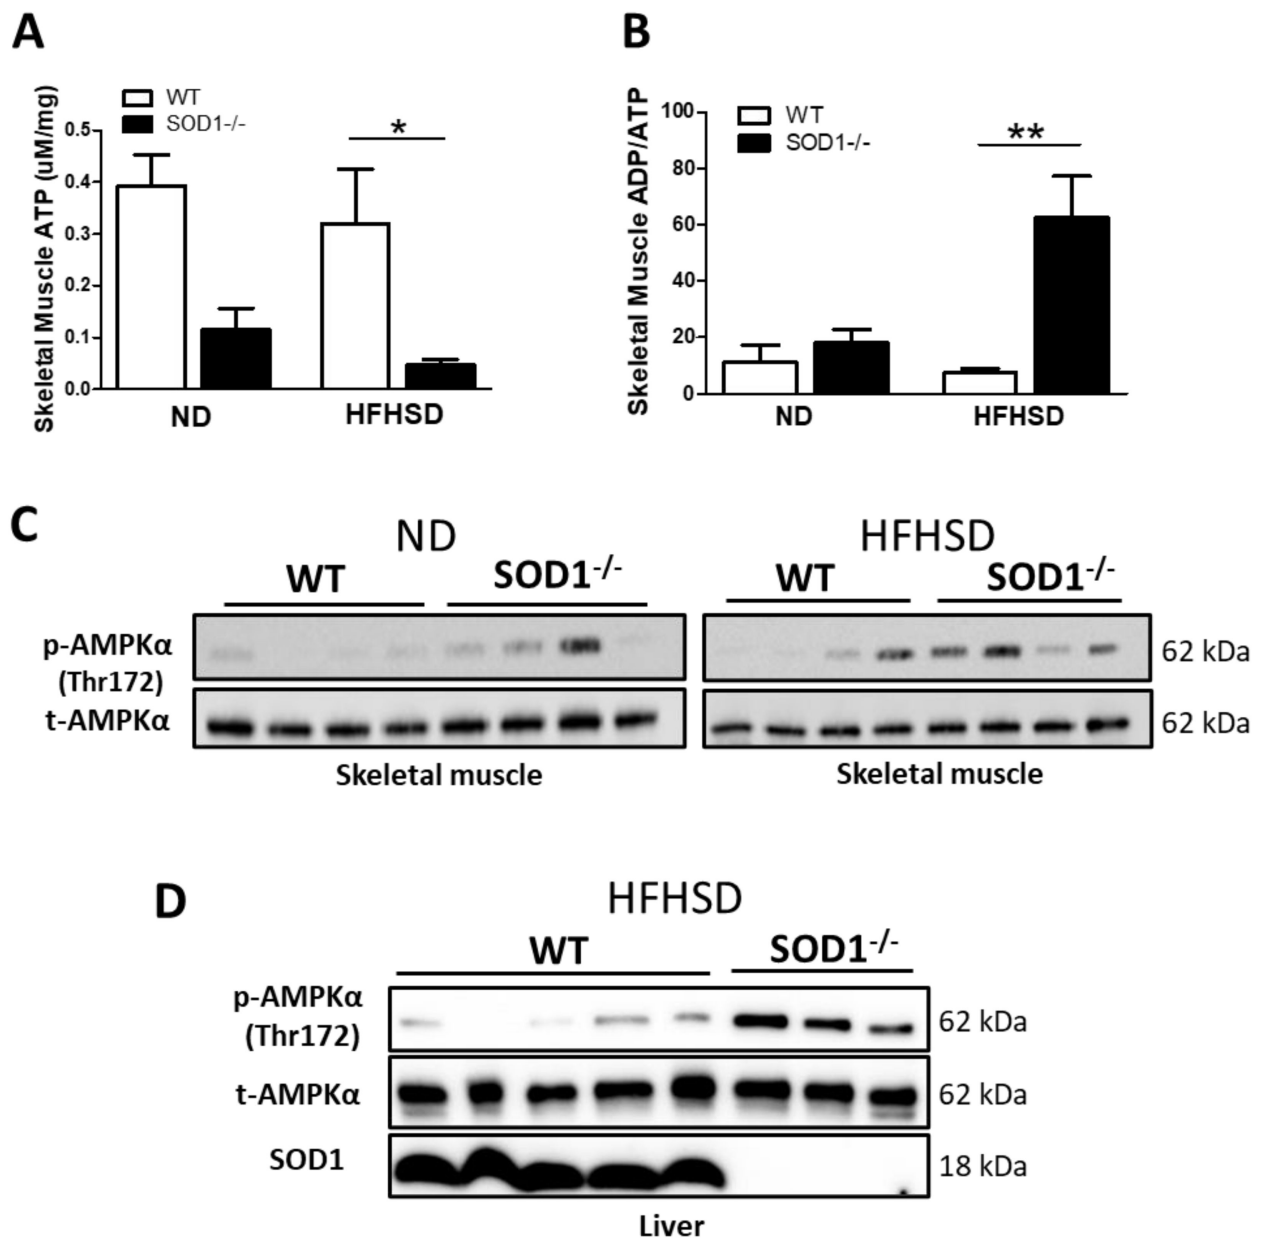 A
WT
SOD1-/-
*
Skeletal Muscle ATP (uM/mg)
0.5
0.4
0.3
0.2
0.1
0.0
ND HFHSD
B
WT
SOD1-/-
**
Skeletal Muscle ADP/ATP
100
80
60
40
20
0
ND HFHSD
C
ND HFHSD
WT SOD1-/- WT SOD1-/-
p-AMPKα
(Thr172)
62 kDa
t-AMPKα 62 kDa
Skeletal muscle Skeletal muscle
D
HFHSD
WT SOD1-/-
p-AMPKα
(Thr172)
62 kDa
t-AMPKα 62 kDa
SOD1 18 kDa
Liver